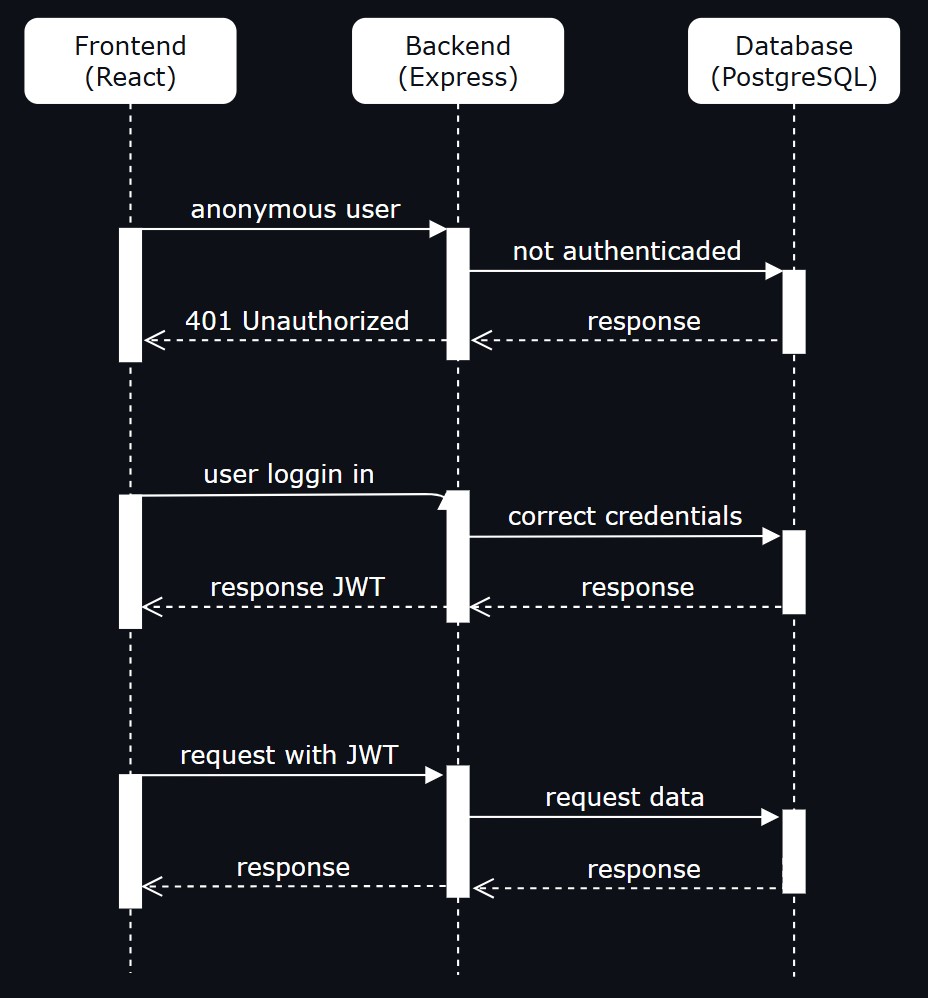 Frontend
(React)
Backend
(Express)
Database
(PostgreSQL)
anonymous user
not authenticaded
401 Unauthorized
response
user loggin in
correct credentials
response JWT
response
request with JWT
request data
response
response